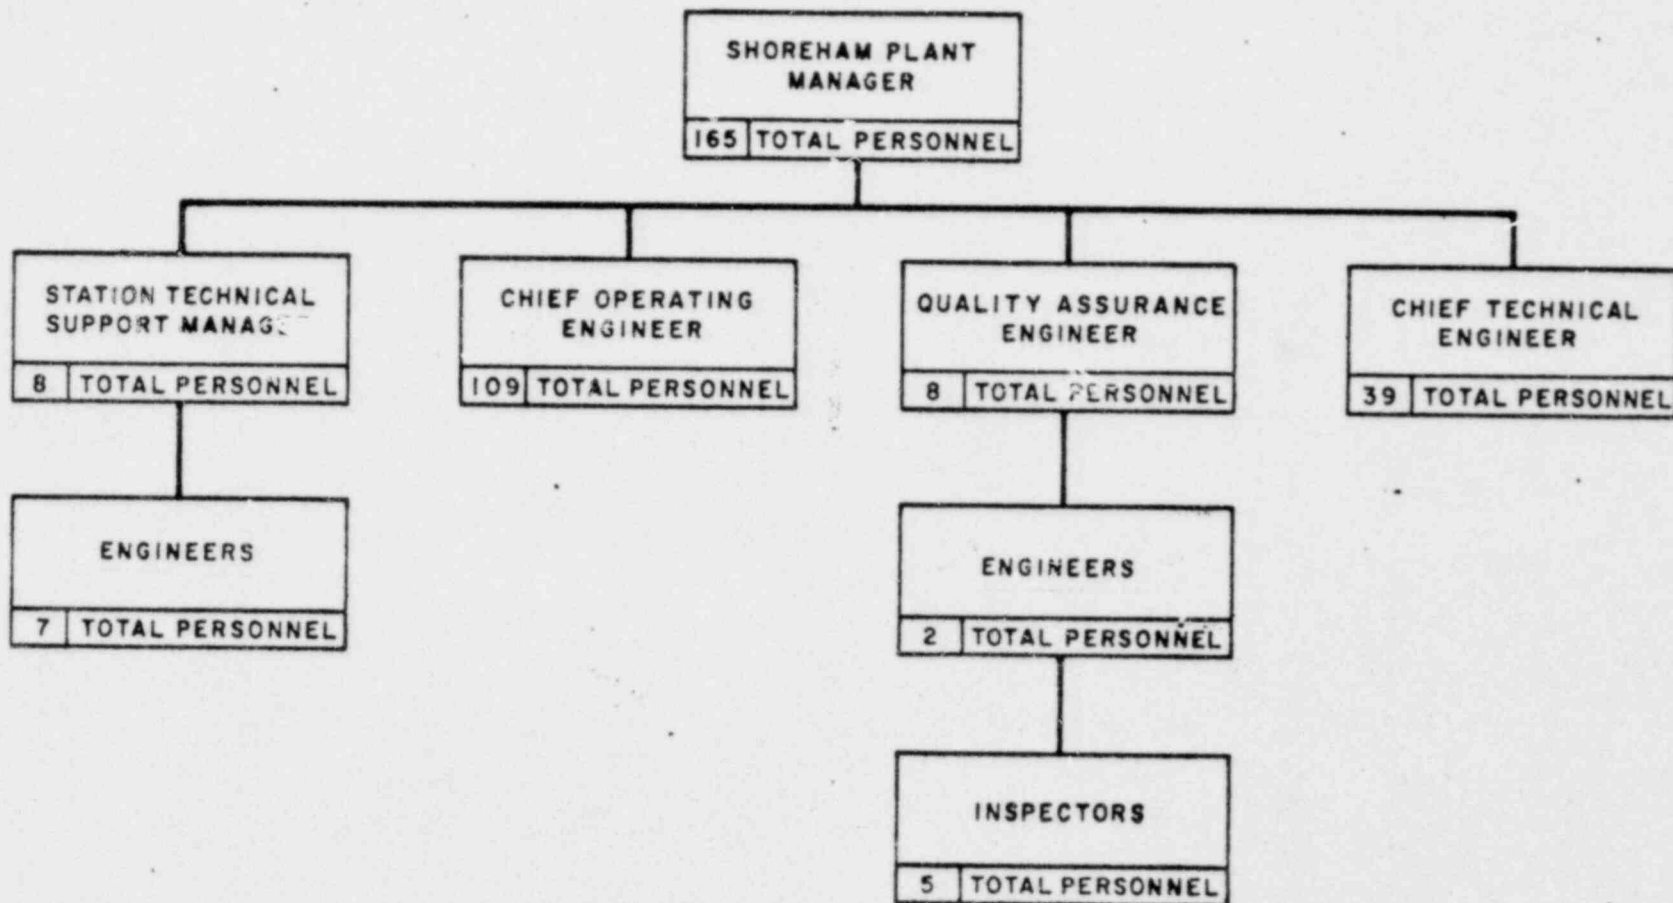 SHOREHAM PLANT
MANAGER
165 TOTAL PERSONNEL
STATION TECHNICAL
SUPPORT MANAG
8 TOTAL PERSONNEL
CHIEF OPERATING
ENGINEER
109 TOTAL PERSONNEL
QUALITY ASSURANCE
ENGINEER
8 TOTAL PERSONNEL
CHIEF TECHNICAL
ENGINEER
39 TOTAL PERSONNEL
ENGINEERS
7 TOTAL PERSONNEL
ENGINEERS
2 TOTAL PERSONNEL
INSPECTORS
5 TOTAL PERSONNEL